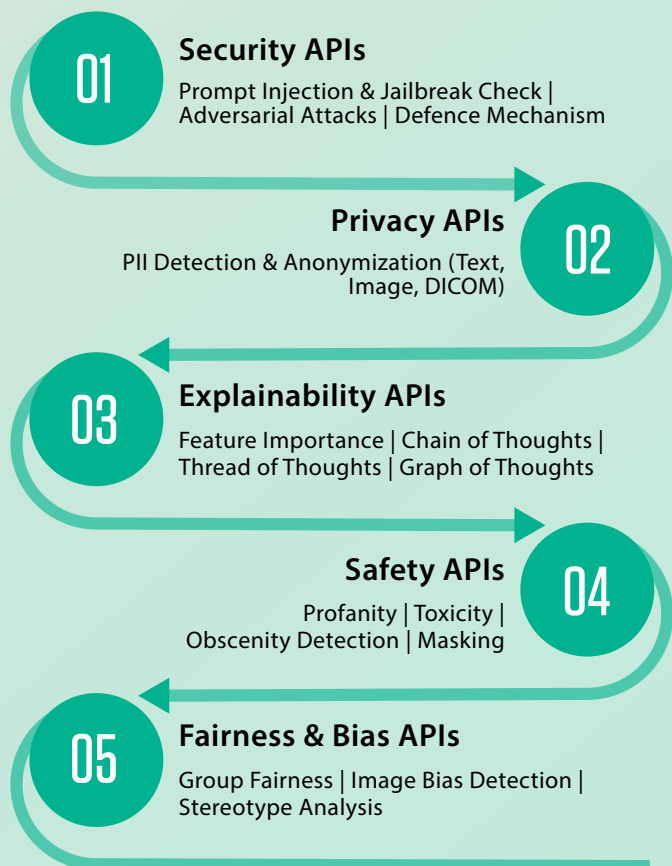 01
Security APIs
Prompt Injection & Jailbreak Check |
Adversarial Attacks | Defence Mechanism
Privacy APIs
02
PII Detection & Anonymization (Text,
Image, DICOM)
03
Explainability APIs
Feature Importance | Chain of Thoughts |
Thread of Thoughts | Graph of Thoughts
Safety APIs
04
Profanity | Toxicity |
Obscenity Detection | Masking
05
Fairness & Bias APIs
Group Fairness | Image Bias Detection |
Stereotype Analysis